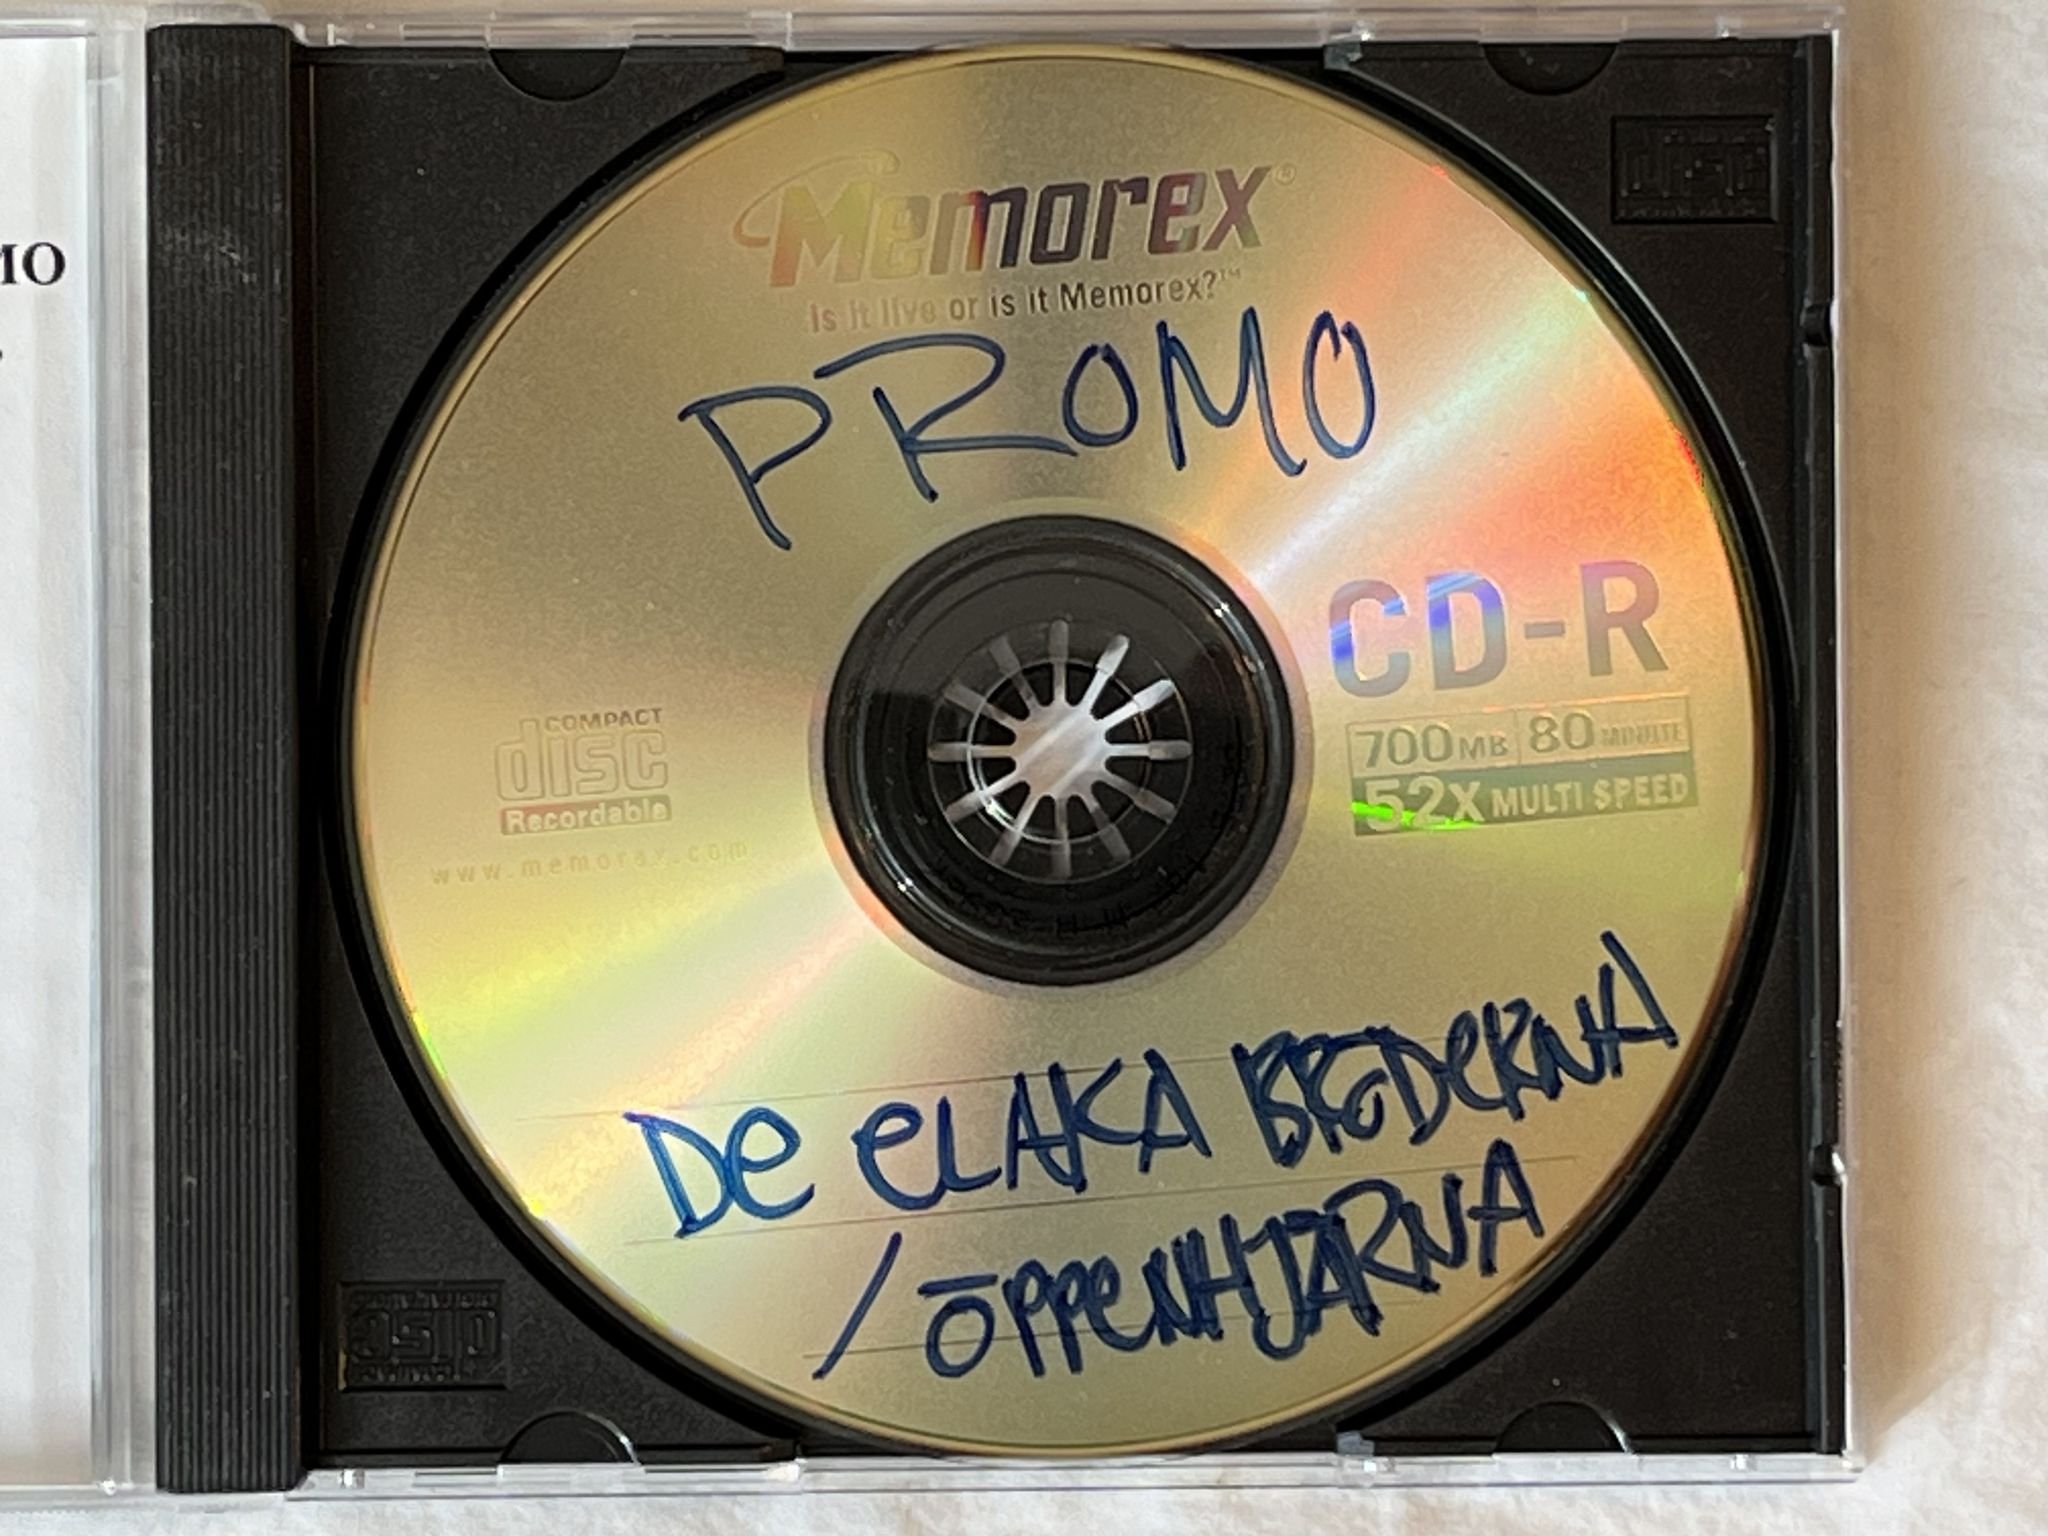 MO
Memorex®
Is it live or is it Memorex?™
PROMO
CD-R
700MB 80 MINUTE
52X MULTI SPEED
COMPACT
disc
Recordable
www.memorex.com
DE ELAKA BRÖDERNA
/ÖPPENHJÄRNA
disc